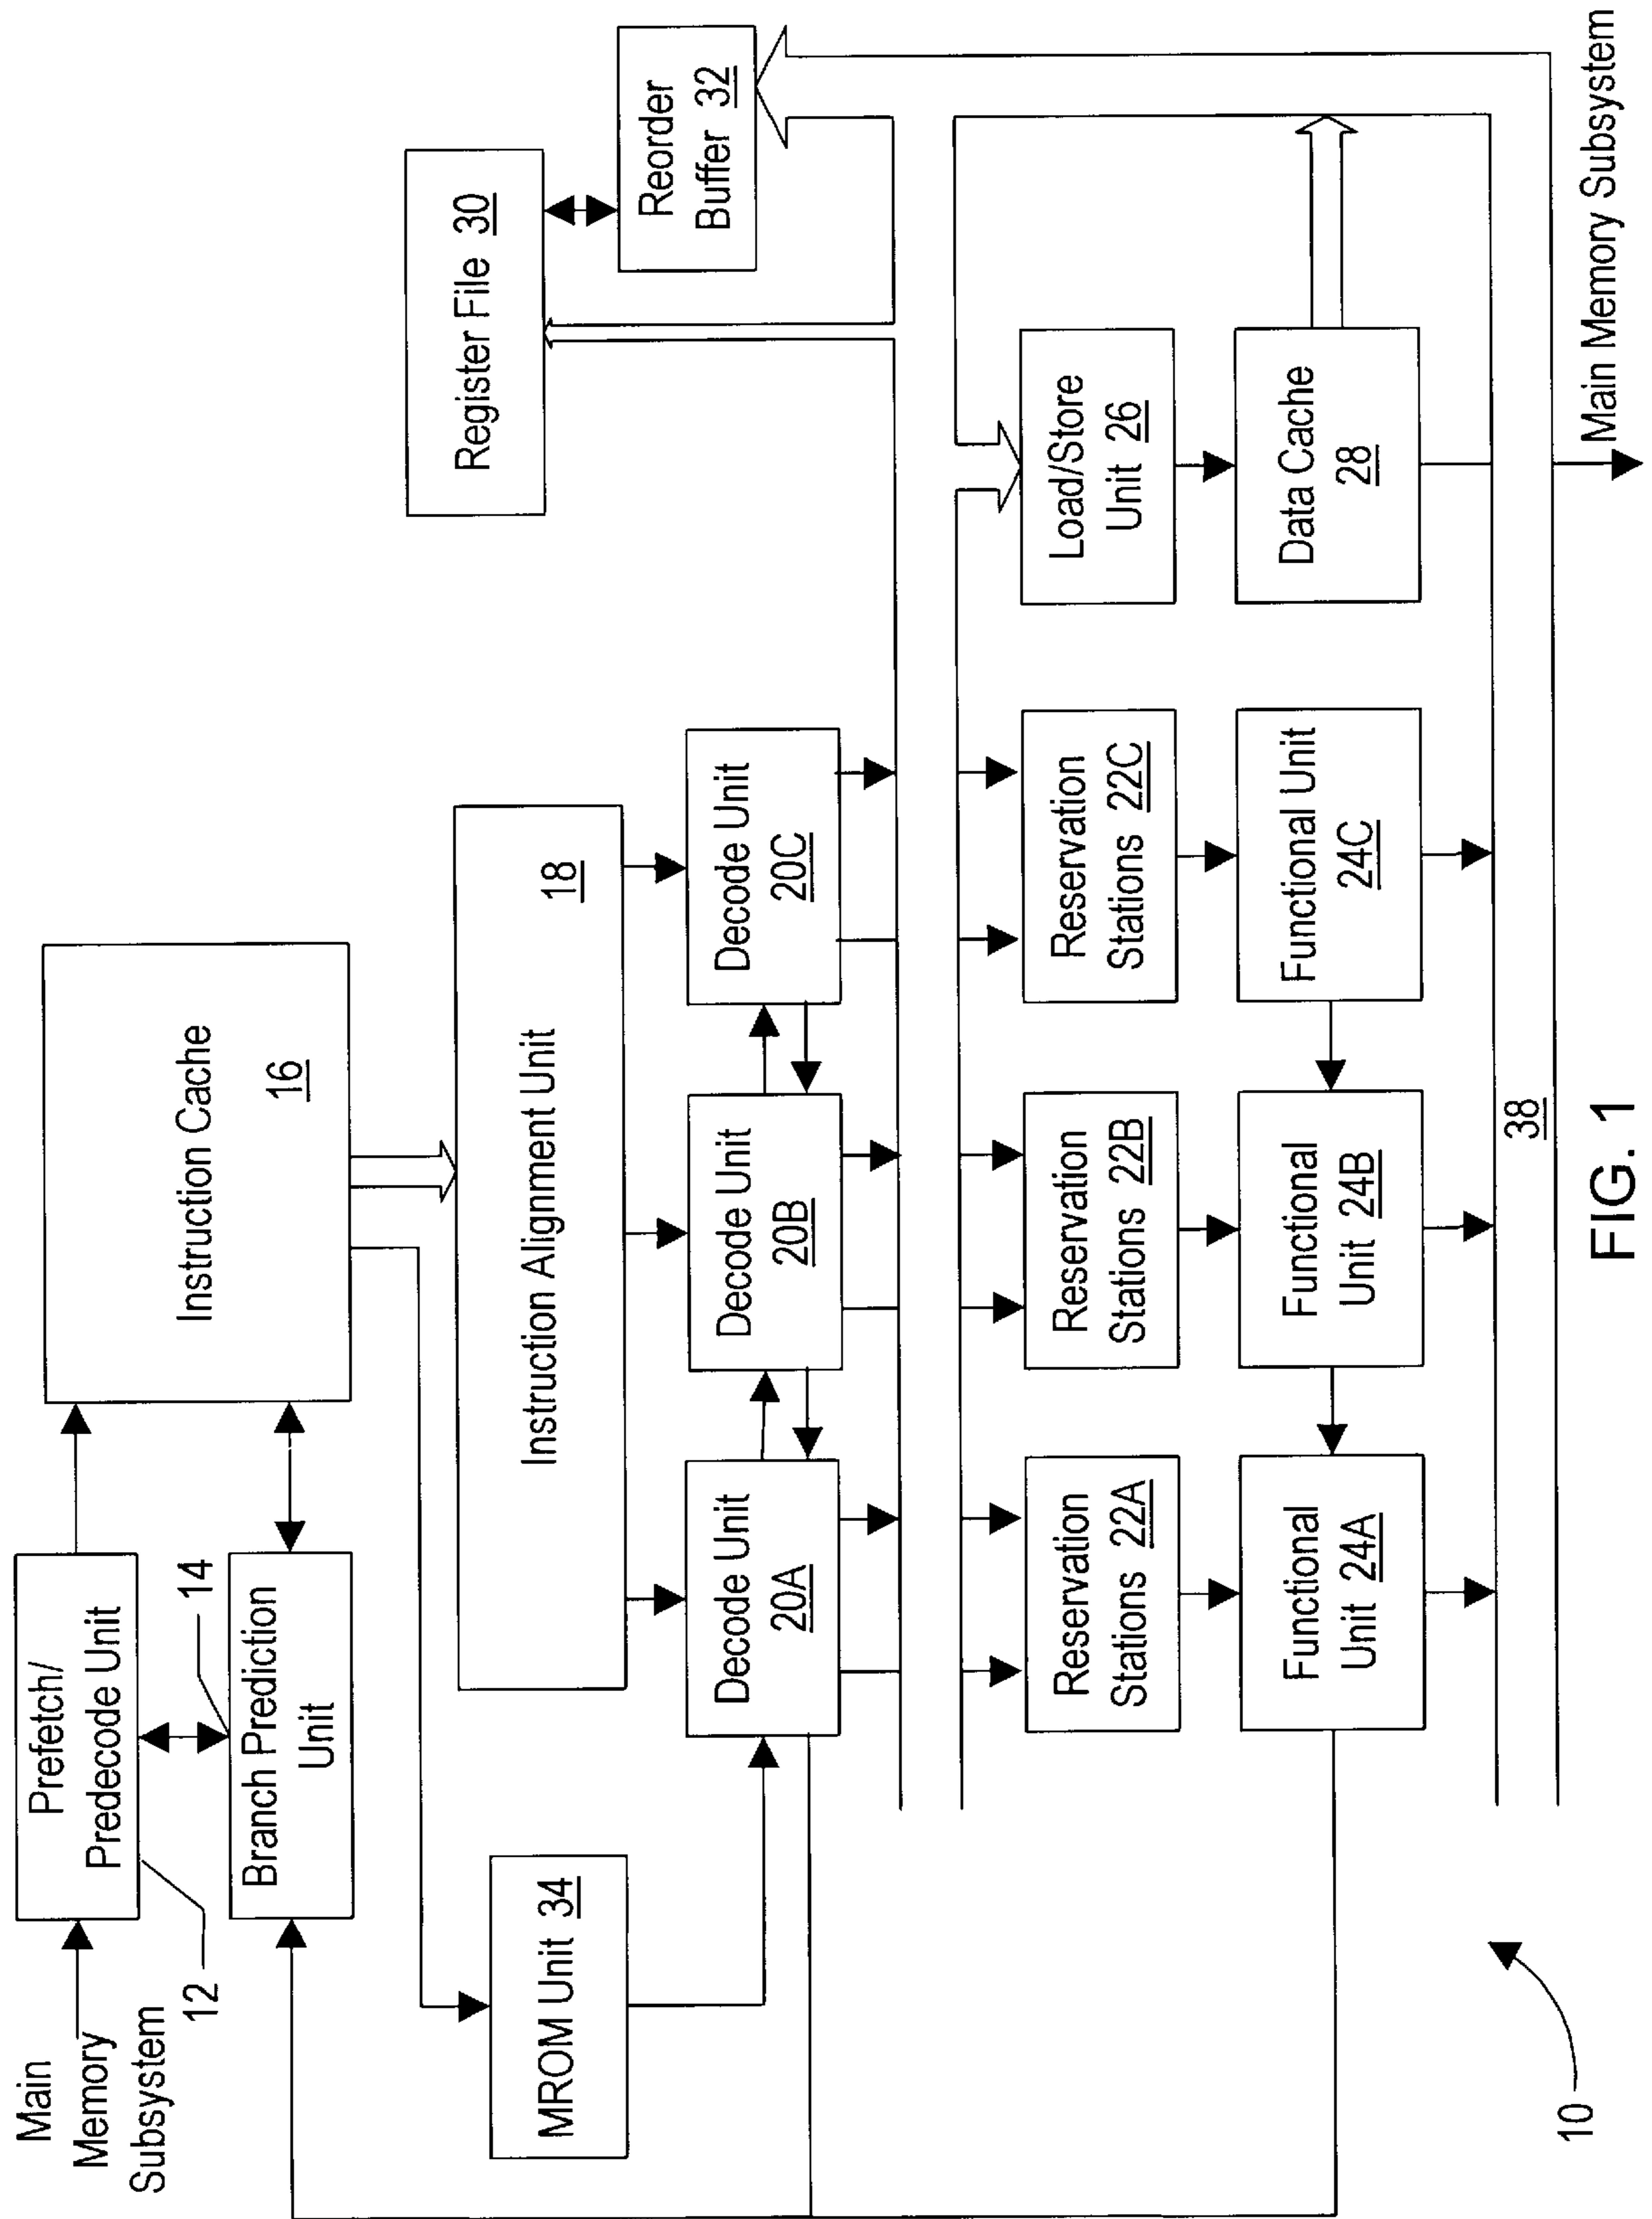 Main
Memory
Subsystem
12
Prefetch/
Predecode Unit
14
Branch Prediction
Unit
Instruction Cache
16
MROM Unit 34
Instruction Alignment Unit
18
Register File 30
Reorder
Buffer 32
Decode Unit
20A
Decode Unit
20B
Decode Unit
20C
Reservation
Stations 22A
Reservation
Stations 22B
Reservation
Stations 22C
Load/Store
Unit 26
Functional
Unit 24A
Functional
Unit 24B
Functional Unit
24C
Data Cache
28
38
10
Main Memory Subsystem
FIG. 1